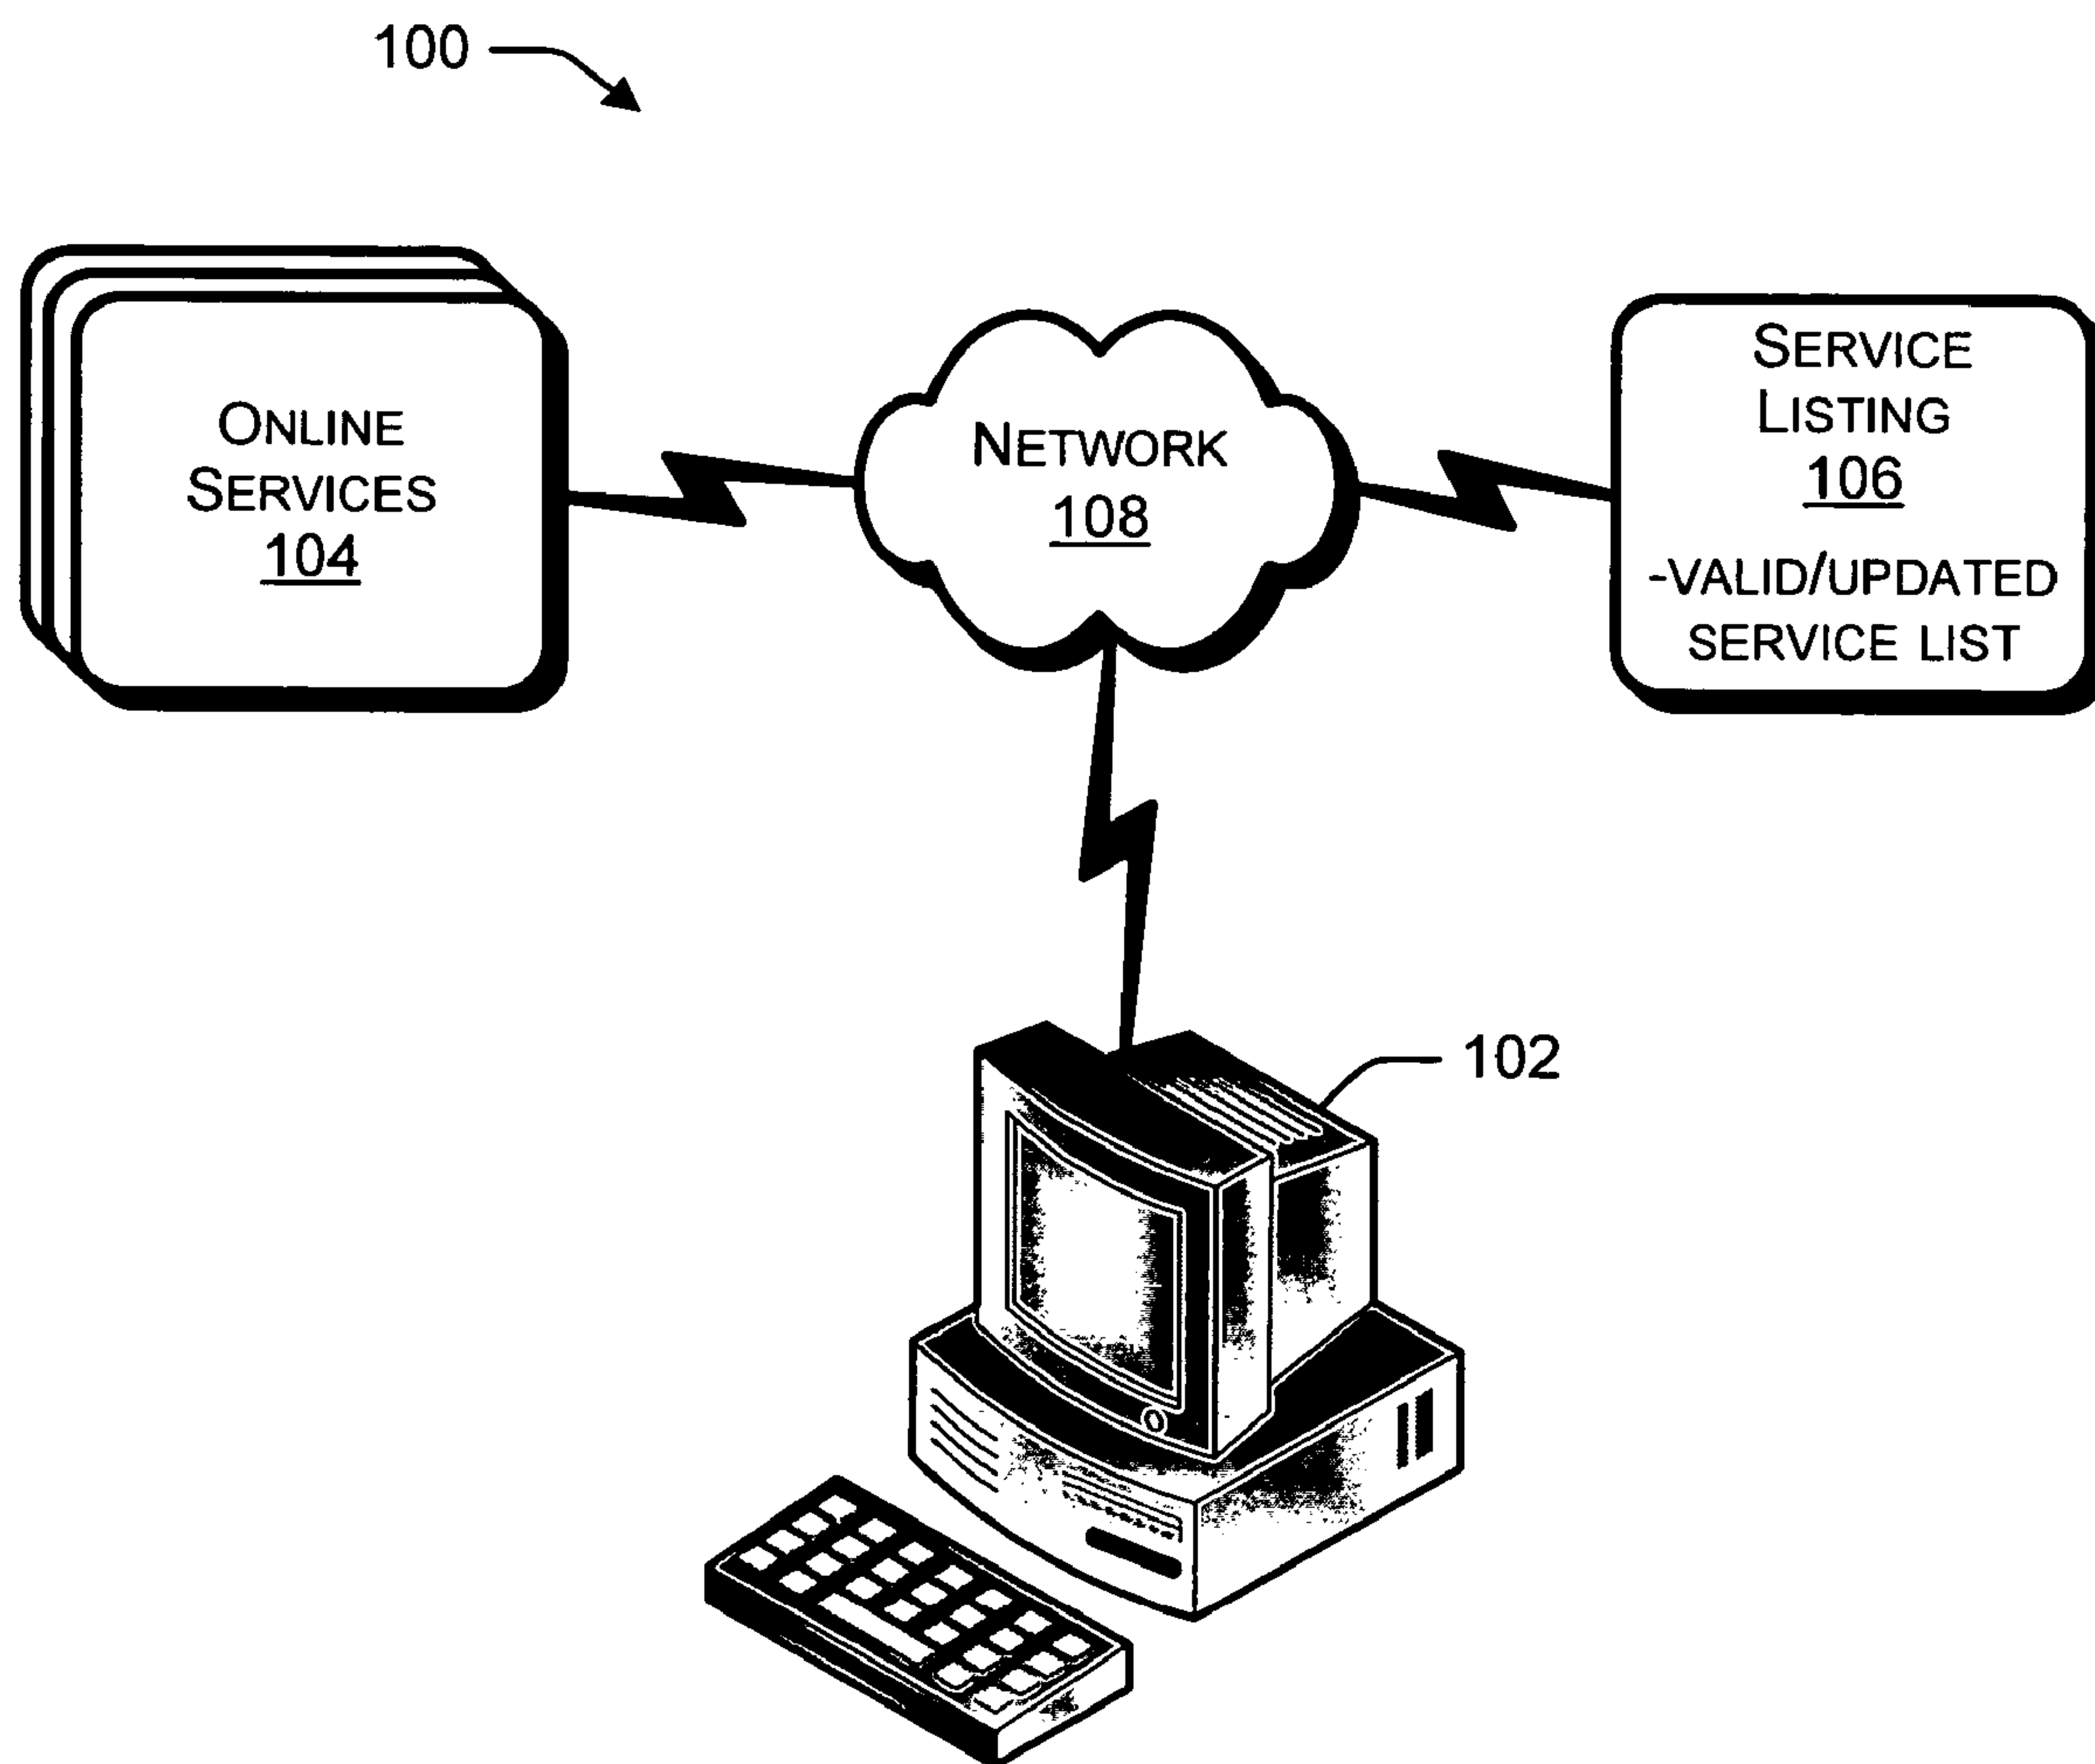 100
ONLINE
SERVICES
104
NETWORK
108
SERVICE
LISTING
106
-VALID/UPDATED
SERVICE LIST
102